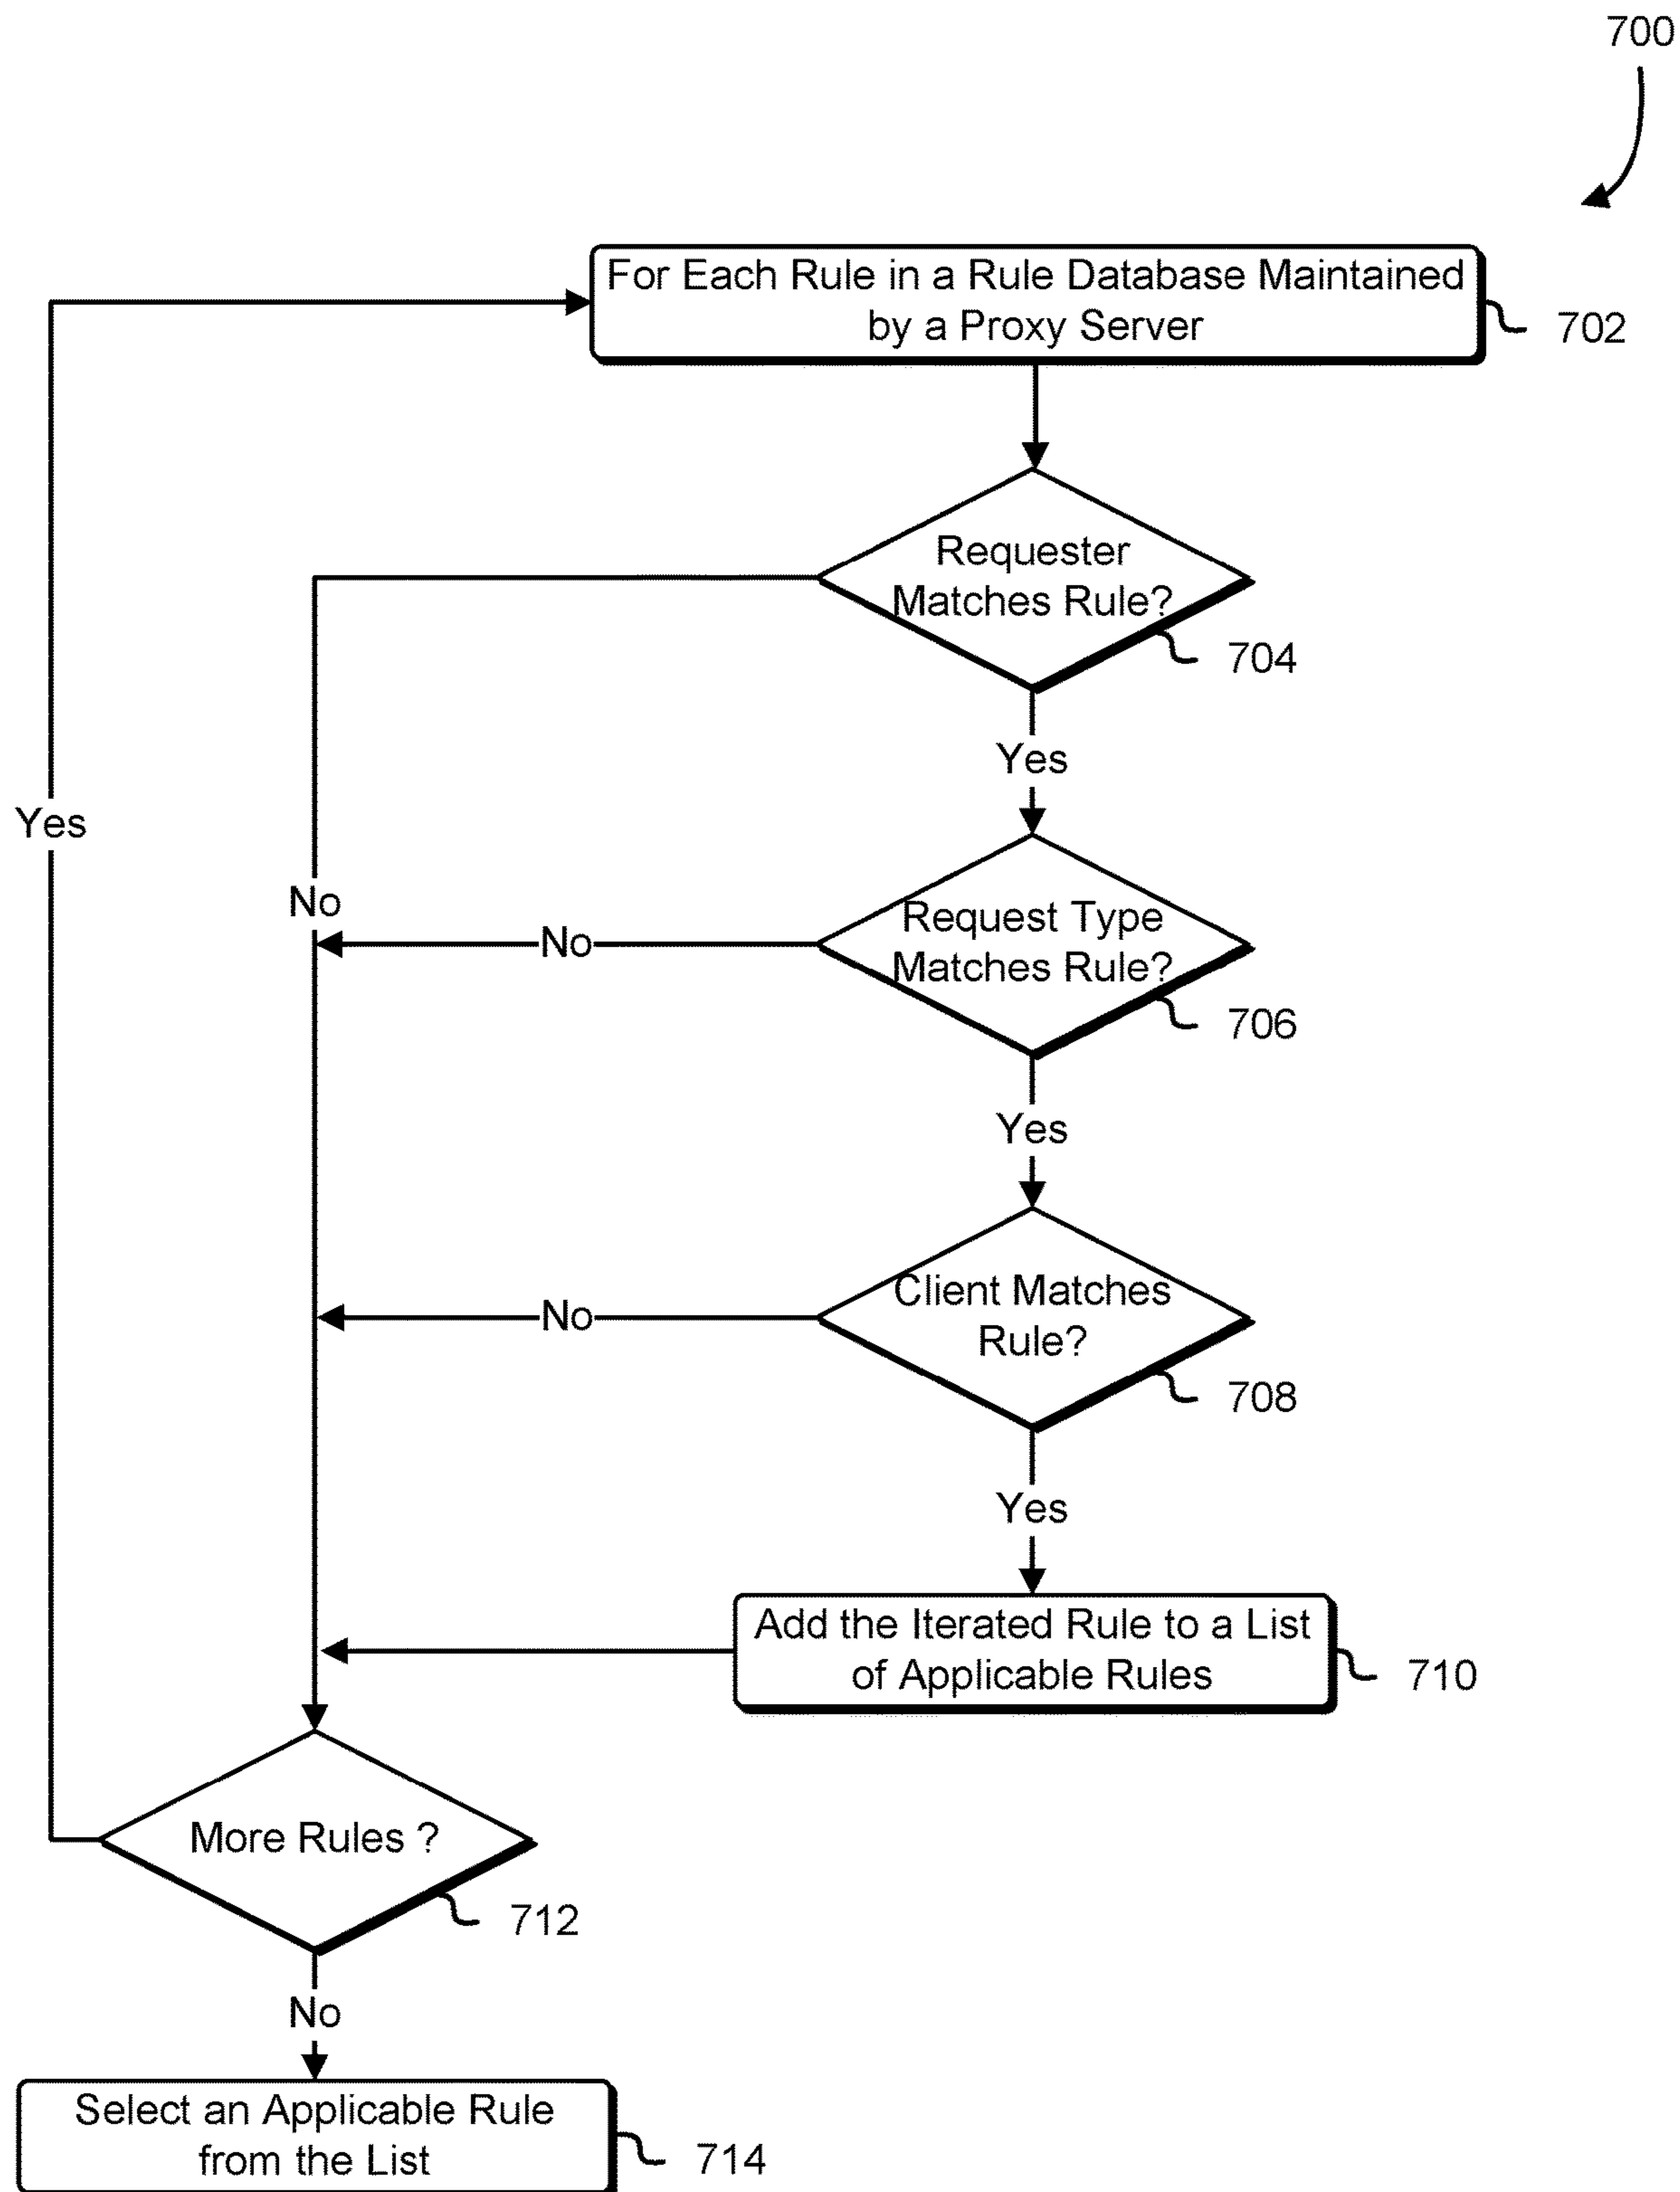 700
For Each Rule in a Rule Database Maintained
by a Proxy Server
702
Requester
Matches Rule?
704
Yes
Yes
No
Request Type
Matches Rule?
No
706
Yes
Client Matches
Rule?
No
708
Yes
Add the Iterated Rule to a List
of Applicable Rules
710
More Rules ?
712
No
Select an Applicable Rule
from the List
714